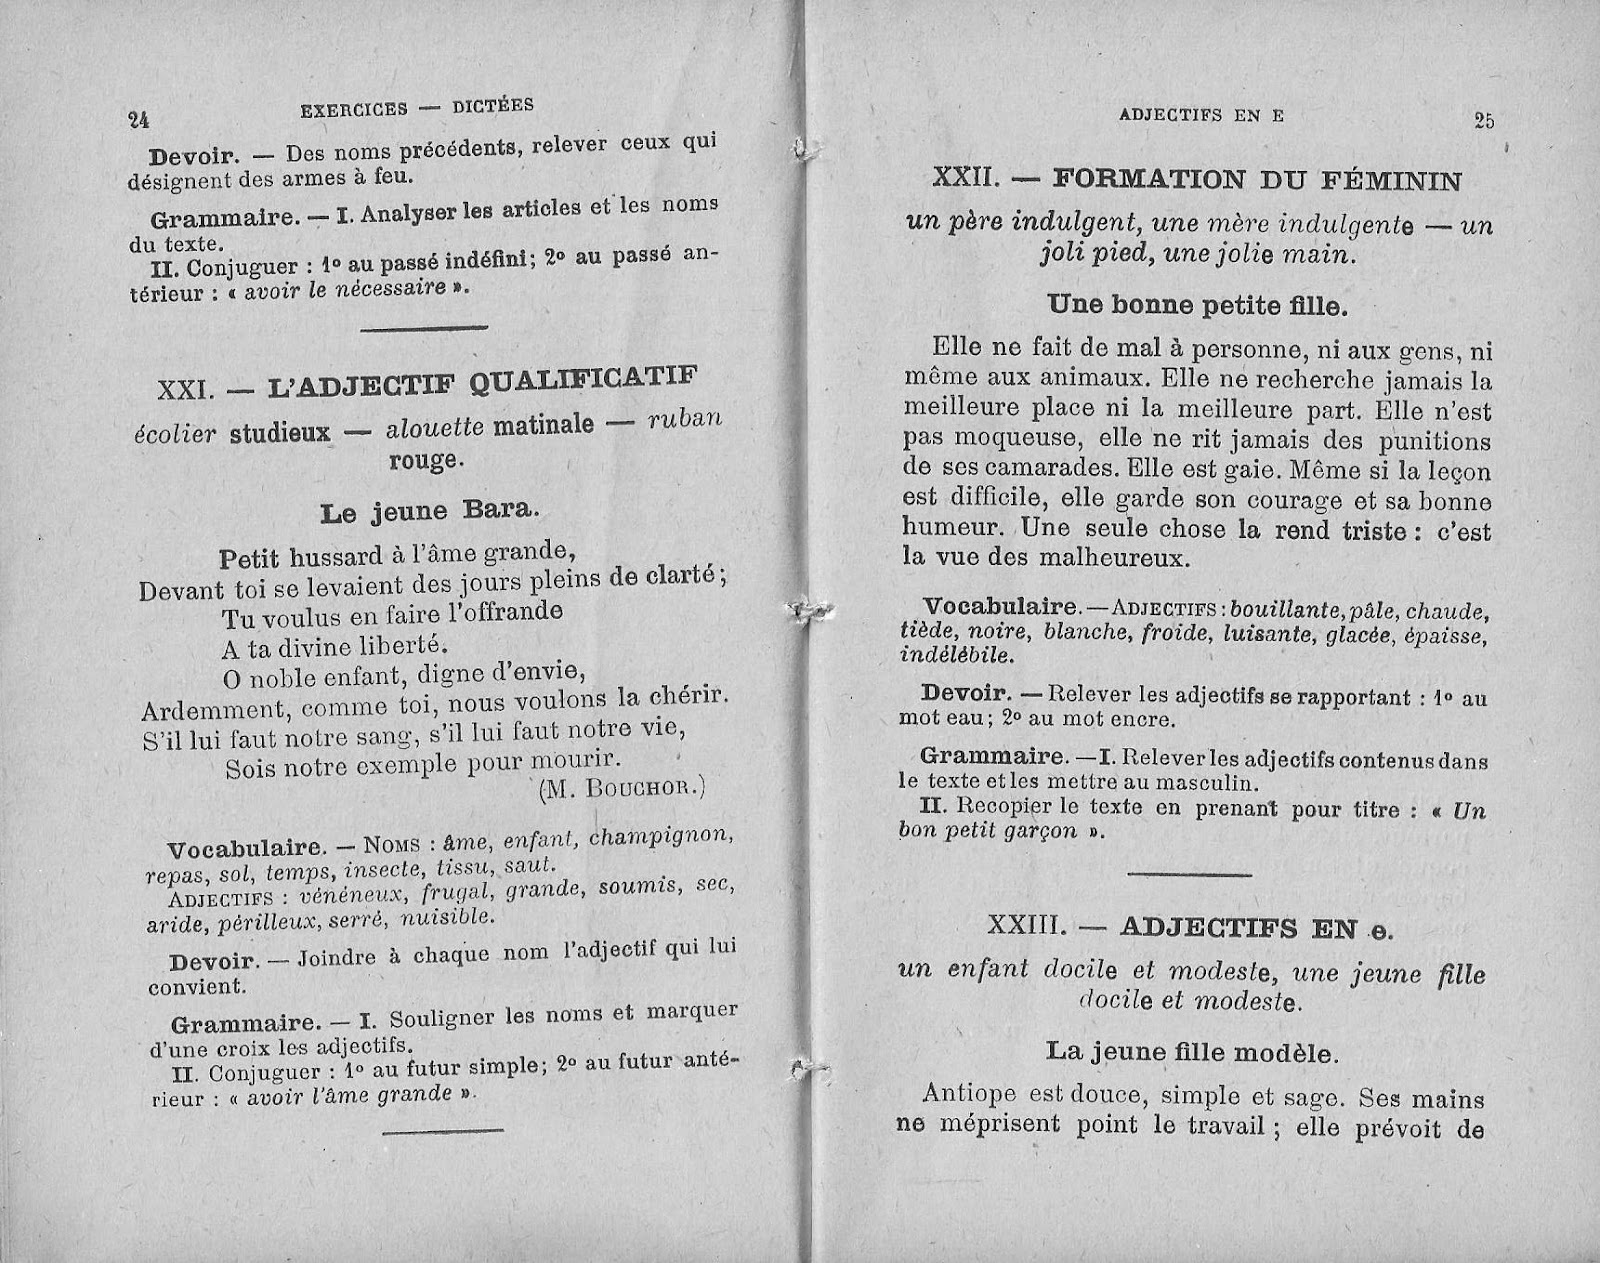 24
EXERCICES — DICTÉES
Devoir. — Des noms précédents, relever ceux qui
désignent des armes à feu.
Grammaire. — I. Analyser les articles et les noms
du texte.
II. Conjuguer : 1º au passé indéfini; 2º au passé an-
térieur : « avoir le nécessaire ».
XXI. — L'ADJECTIF QUALIFICATIF
écolier studieux — alouette matinale — ruban
rouge.
Le jeune Bara.
Petit hussard à l'âme grande,
Devant toi se levaient des jours pleins de clarté;
Tu voulus en faire l'offrande
A ta divine liberté.
O noble enfant, digne d'envie,
Ardemment, comme toi, nous voulons la chérir.
S'il lui faut notre sang, s'il lui faut notre vie,
Sois notre exemple pour mourir.
(M. BOUCHOR.)
Vocabulaire. — NOMS : âme, enfant, champignon,
repas, sol, temps, insecte, tissu, saut.
ADJECTIFS : vénéneux, frugal, grande, soumis, sec,
aride, périlleux, serré, nuisible.
Devoir. — Joindre à chaque nom l'adjectif qui lui
convient.
Grammaire. — I. Souligner les noms et marquer
d'une croix les adjectifs.
II. Conjuguer : 1º au futur simple; 2º au futur anté-
rieur : « avoir l'âme grande ».
ADJECTIFS EN E
25
XXII. — FORMATION DU FÉMININ
un père indulgent, une mère indulgente — un
joli pied, une jolie main.
Une bonne petite fille.
Elle ne fait de mal à personne, ni aux gens, ni
même aux animaux. Elle ne recherche jamais la
meilleure place ni la meilleure part. Elle n'est
pas moqueuse, elle ne rit jamais des punitions
de ses camarades. Elle est gaie. Même si la leçon
est difficile, elle garde son courage et sa bonne
humeur. Une seule chose la rend triste : c'est
la vue des malheureux.
Vocabulaire. — ADJECTIFS : bouillante, pâle, chaude,
tiède, noire, blanche, froide, luisante, glacée, épaisse,
indélébile.
Devoir. — Relever les adjectifs se rapportant : 1º au
mot eau; 2º au mot encre.
Grammaire. — I. Relever les adjectifs contenus dans
le texte et les mettre au masculin.
II. Recopier le texte en prenant pour titre : « Un
bon petit garçon ».
XXIII. — ADJECTIFS EN e.
un enfant docile et modeste, une jeune fille
docile et modeste.
La jeune fille modèle.
Antiope est douce, simple et sage. Ses mains
ne méprisent point le travail ; elle prévoit de